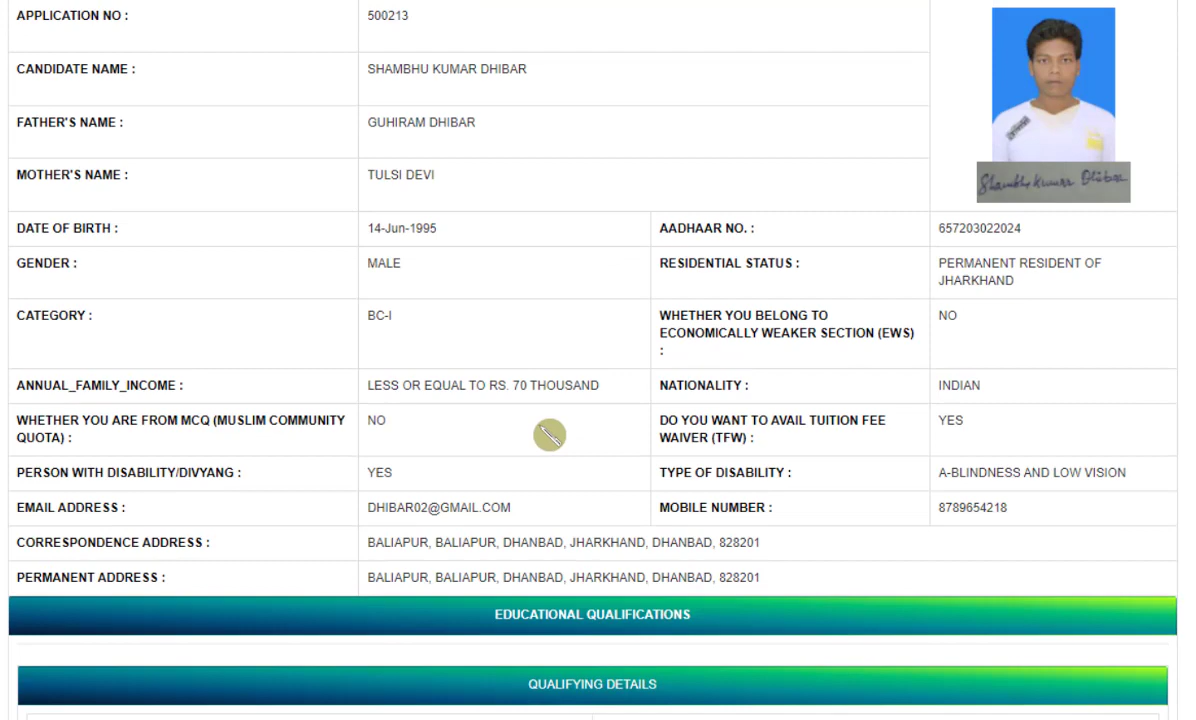 APPLICATION NO : 500213
CANDIDATE NAME : SHAMBHU KUMAR DHIBAR
FATHER'S NAME : GUHIRAM DHIBAR
MOTHER'S NAME : TULSI DEVI
Shambhu Kumar Dhibar
DATE OF BIRTH : 14-Jun-1995 AADHAAR NO. : 657203022024
GENDER : MALE RESIDENTIAL STATUS : PERMANENT RESIDENT OF
JHARKHAND
CATEGORY : BC-I WHETHER YOU BELONG TO NO
ECONOMICALLY WEAKER SECTION (EWS)
:
ANNUAL_FAMILY_INCOME : LESS OR EQUAL TO RS. 70 THOUSAND NATIONALITY : INDIAN
WHETHER YOU ARE FROM MCQ (MUSLIM COMMUNITY NO DO YOU WANT TO AVAIL TUITION FEE YES
QUOTA) : WAIVER (TFW) :
PERSON WITH DISABILITY/DIVYANG : YES TYPE OF DISABILITY : A-BLINDNESS AND LOW VISION
EMAIL ADDRESS : DHIBAR02@GMAIL.COM MOBILE NUMBER : 8789654218
CORRESPONDENCE ADDRESS : BALIAPUR, BALIAPUR, DHANBAD, JHARKHAND, DHANBAD, 828201
PERMANENT ADDRESS : BALIAPUR, BALIAPUR, DHANBAD, JHARKHAND, DHANBAD, 828201
EDUCATIONAL QUALIFICATIONS
QUALIFYING DETAILS